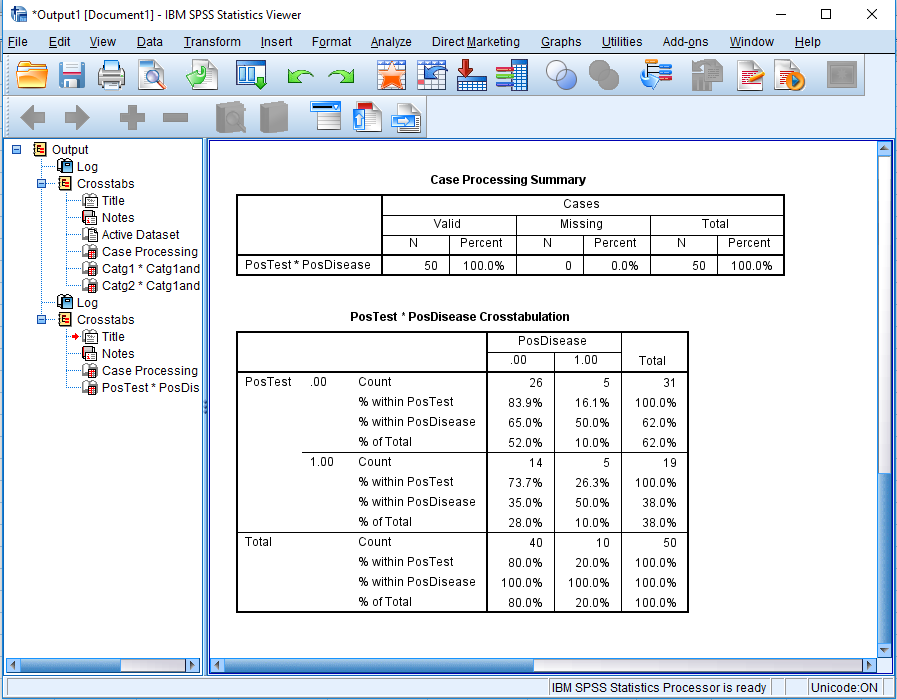 *Output1 [Document1] - IBM SPSS Statistics Viewer
File Edit View Data Transform Insert Format Analyze Direct Marketing Graphs Utilities Add-ons Window Help
Output
Log
Crosstabs
Title
Notes
Active Dataset
Case Processing
Catg1 * Catg1and
Catg2 * Catg1and
Log
Crosstabs
Title
Notes
Case Processing
PosTest * PosDis
Case Processing Summary
Cases
Valid Missing Total
N Percent N Percent N Percent
PosTest * PosDisease 50 100.0% 0 0.0% 50 100.0%
PosTest * PosDisease Crosstabulation
PosDisease
.00 1.00 Total
PosTest .00 Count 26 5 31
% within PosTest 83.9% 16.1% 100.0%
% within PosDisease 65.0% 50.0% 62.0%
% of Total 52.0% 10.0% 62.0%
1.00 Count 14 5 19
% within PosTest 73.7% 26.3% 100.0%
% within PosDisease 35.0% 50.0% 38.0%
% of Total 28.0% 10.0% 38.0%
Total Count 40 10 50
% within PosTest 80.0% 20.0% 100.0%
% within PosDisease 100.0% 100.0% 100.0%
% of Total 80.0% 20.0% 100.0%
IBM SPSS Statistics Processor is ready Unicode:ON